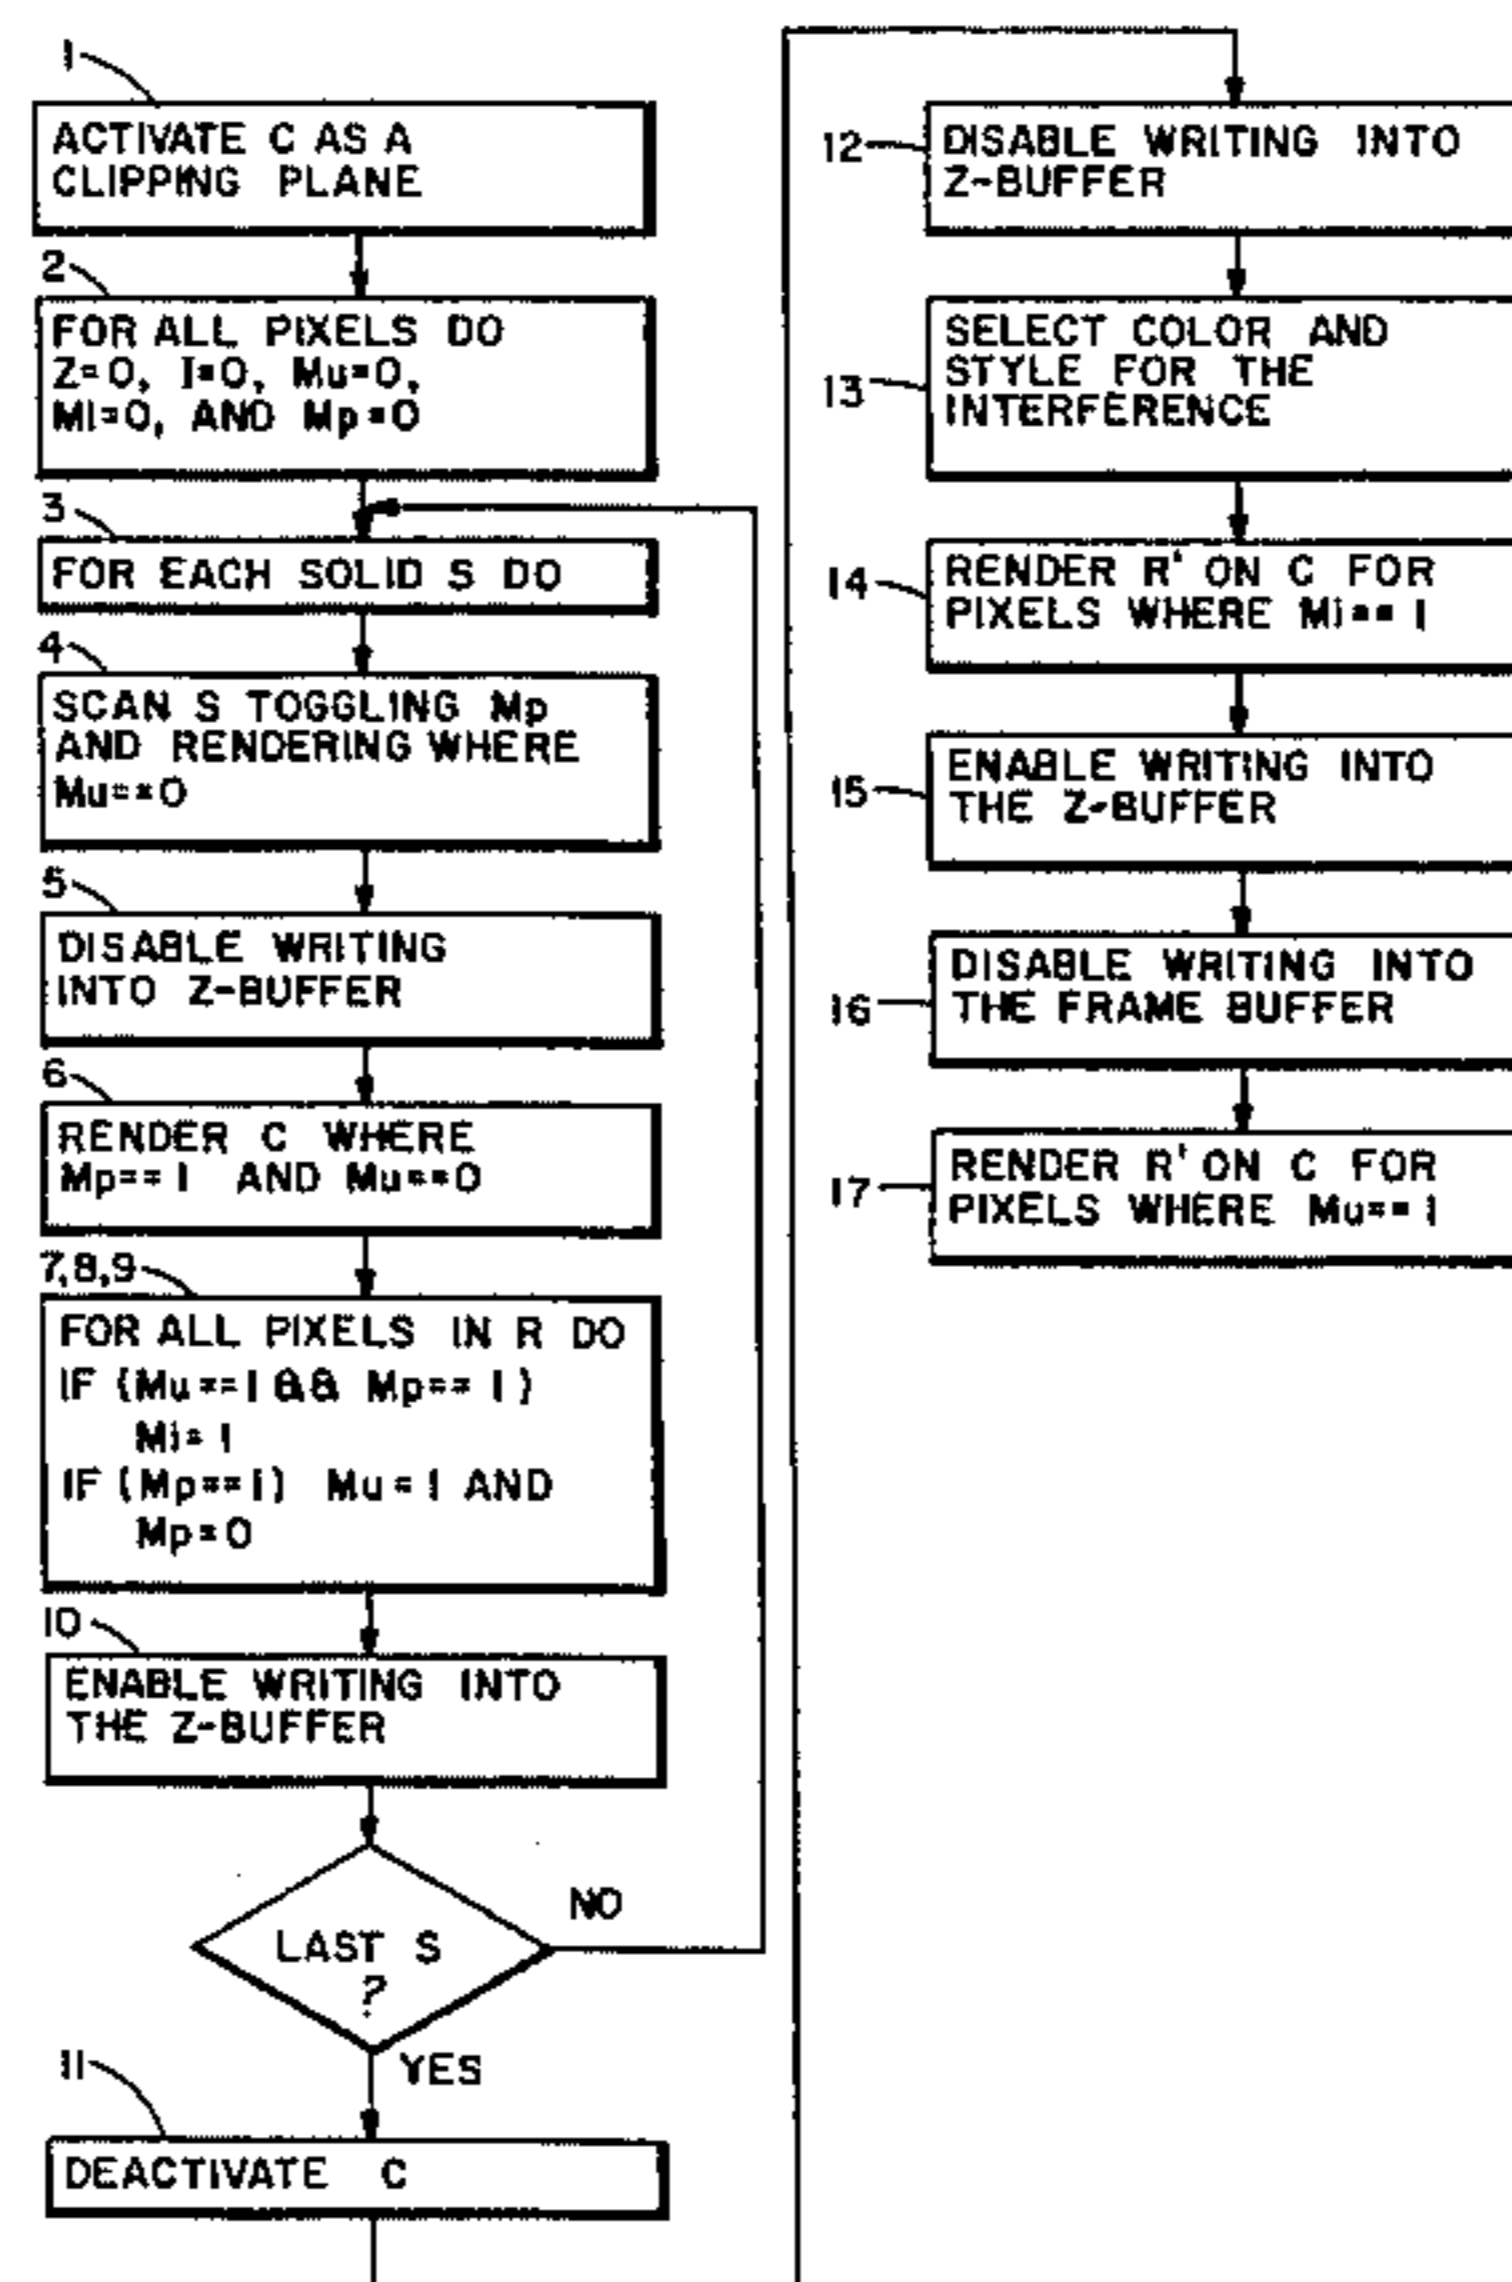 1
ACTIVATE C AS A
CLIPPING PLANE
2
FOR ALL PIXELS DO
Z=0, I=0, Mu=0,
Mi=0, AND Mp=0
3
FOR EACH SOLID S DO
4
SCAN S TOGGLING Mp
AND RENDERING WHERE
Mu==0
5
DISABLE WRITING
INTO Z-BUFFER
6
RENDER C WHERE
Mp==1 AND Mu==0
7,8,9
FOR ALL PIXELS IN R DO
IF (Mu==1 && Mp==1)
Mi=1
IF (Mp==1) Mu=1 AND
Mp=0
10
ENABLE WRITING INTO
THE Z-BUFFER
LAST S
?
NO
YES
11
DEACTIVATE C
12
DISABLE WRITING INTO
Z-BUFFER
13
SELECT COLOR AND
STYLE FOR THE
INTERFERENCE
14
RENDER R' ON C FOR
PIXELS WHERE Mi==1
15
ENABLE WRITING INTO
THE Z-BUFFER
16
DISABLE WRITING INTO
THE FRAME BUFFER
17
RENDER R' ON C FOR
PIXELS WHERE Mu==1